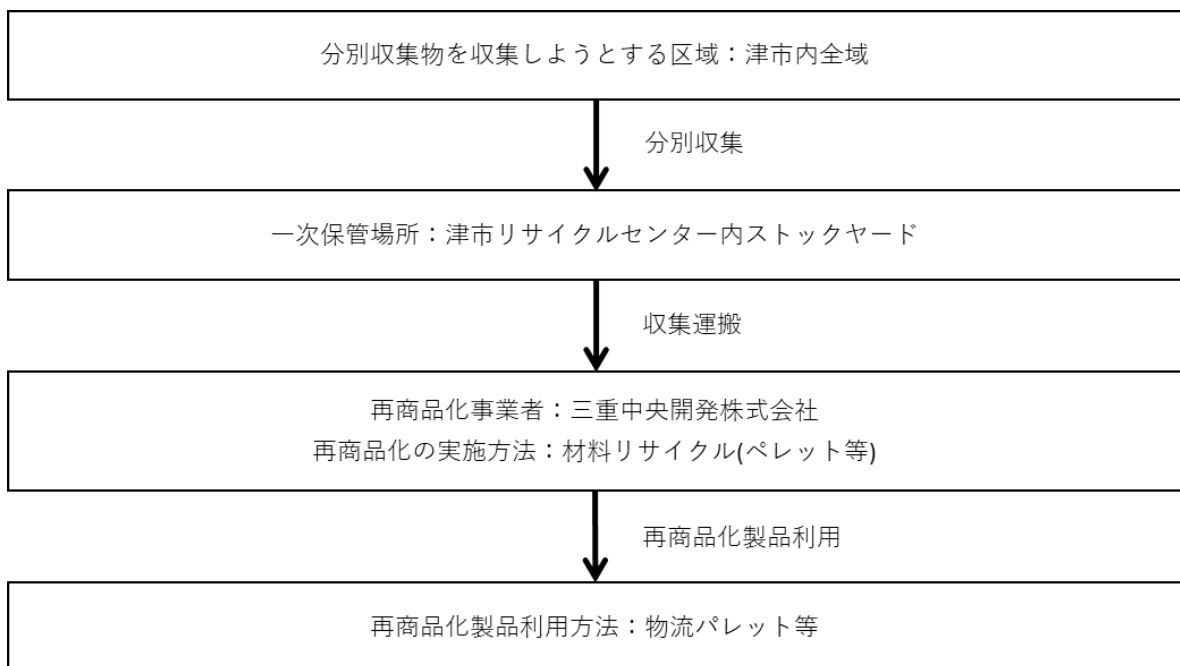 分別収集物を収集しようとする区域：津市内全域
分別収集
一次保管場所：津市リサイクルセンター内ストックヤード
収集運搬
再商品化事業者：三重中央開発株式会社
再商品化の実施方法：材料リサイクル(ペレット等)
再商品化製品利用
再商品化製品利用方法：物流パレット等